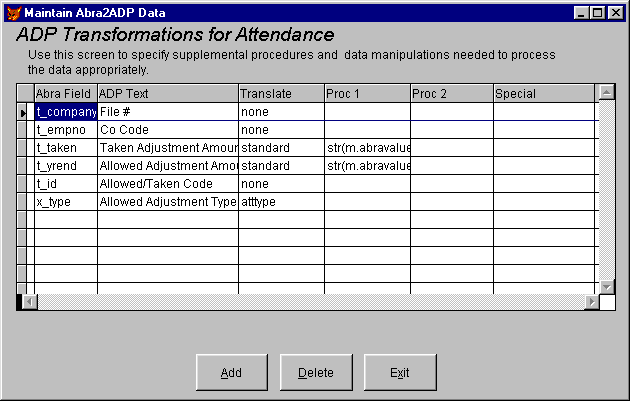 Maintain Abra2ADP Data
ADP Transformations for Attendance
Use this screen to specify supplemental procedures and data manipulations needed to process
the data appropriately.
Abra Field ADP Text Translate Proc 1 Proc 2 Special
t_company File # none
t_empno Co Code none
t_taken Taken Adjustment Amoun standard str(m.abravalue
t_yrend Allowed Adjustment Amou standard str(m.abravalue
t_id Allowed/Taken Code none
x_type Allowed Adjustment Type atttype
Add Delete Exit